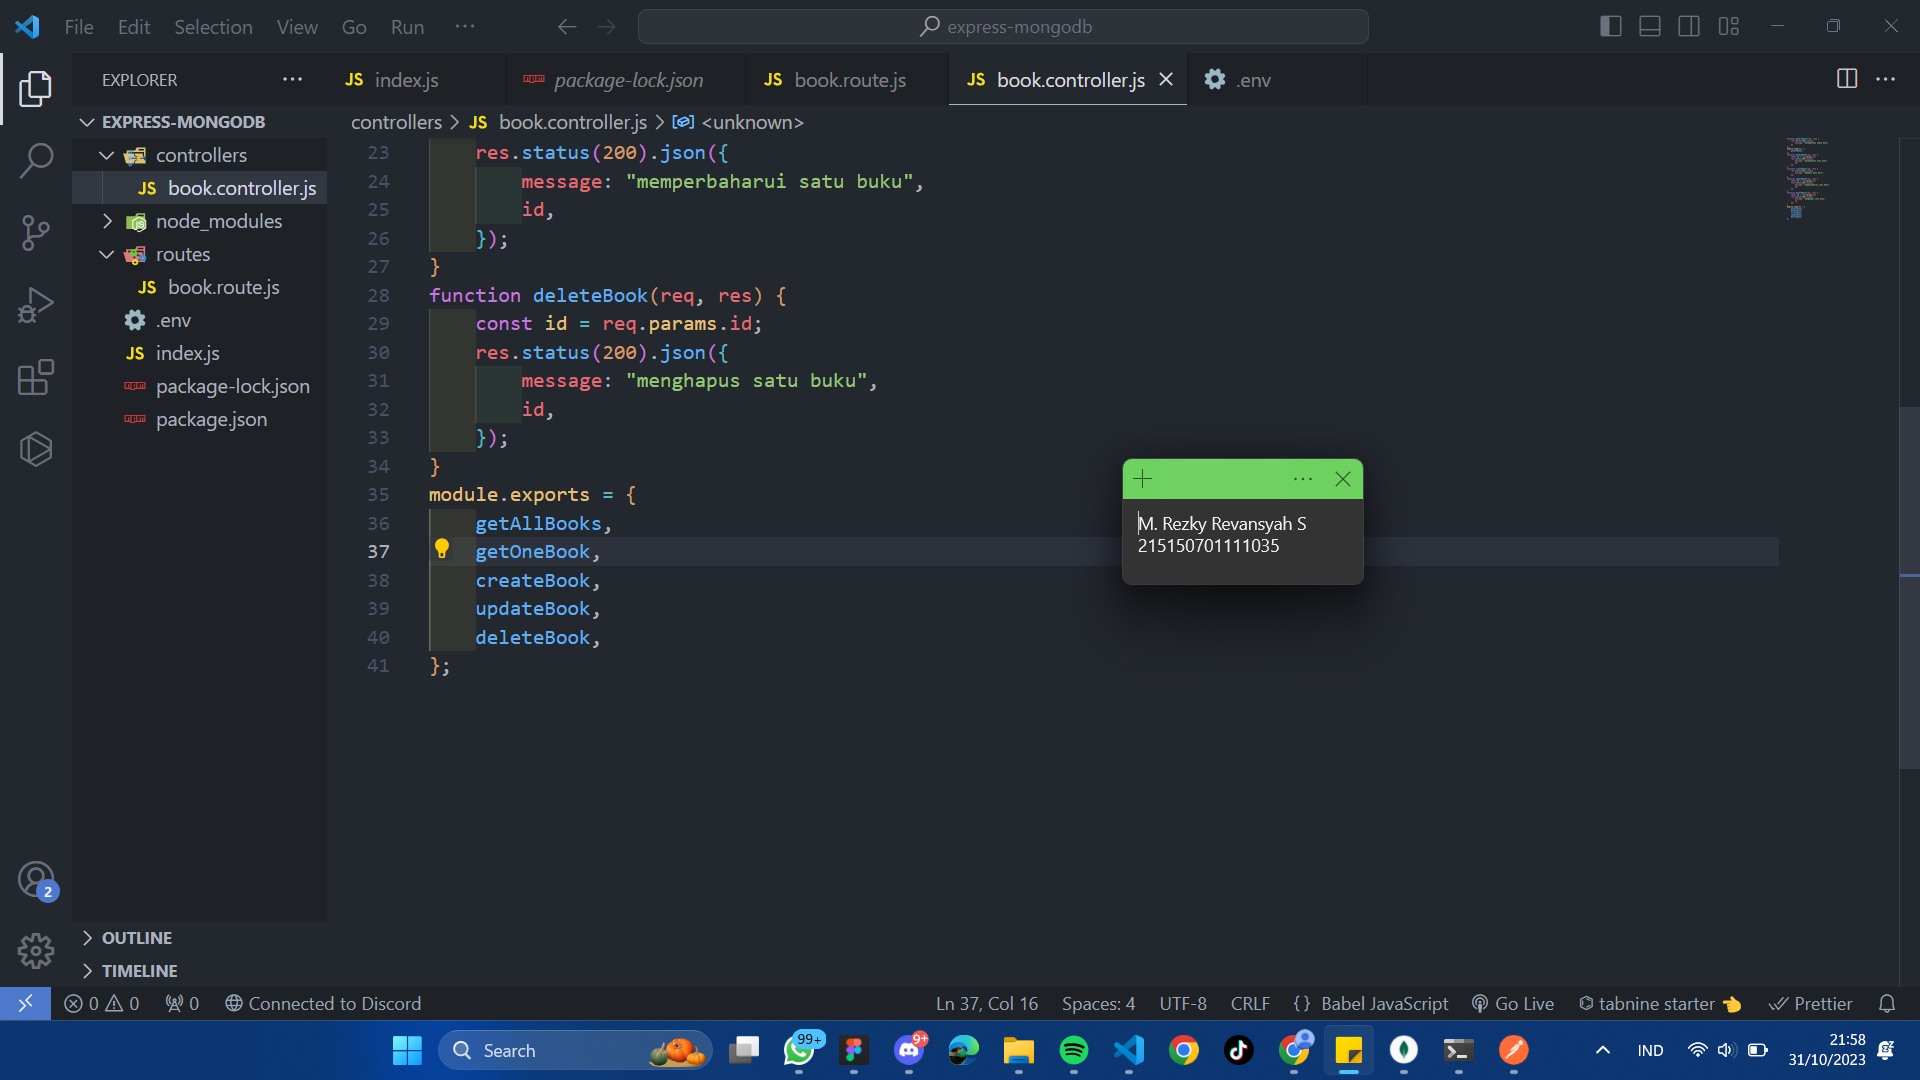 File Edit Selection View Go Run ···
express-mongodb
EXPLORER ···
JS index.js
package-lock.json
JS book.route.js
JS book.controller.js
.env
EXPRESS-MONGODB
controllers
JS book.controller.js
node_modules
routes
JS book.route.js
.env
JS index.js
package-lock.json
package.json
OUTLINE
TIMELINE
controllers > JS book.controller.js > <unknown>
23 res.status(200).json({
24 message: "memperbaharui satu buku",
25 id,
26 });
27 }
28 function deleteBook(req, res) {
29 const id = req.params.id;
30 res.status(200).json({
31 message: "menghapus satu buku",
32 id,
33 });
34 }
35 module.exports = {
36 getAllBooks,
37 getOneBook,
38 createBook,
39 updateBook,
40 deleteBook,
41 };
M. Rezky Revansyah S
215150701111035
2
0 0 0 Connected to Discord
Ln 37, Col 16 Spaces: 4 UTF-8 CRLF {} Babel JavaScript Go Live tabnine starter Prettier
Search
99+
9+
IND
21:58
31/10/2023